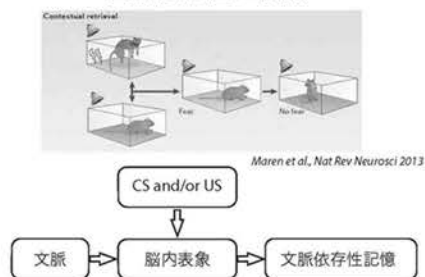 Contextual retrieval
Fear
No fear
Maren et al., Nat Rev Neurosci 2013
CS and/or US
文脈
脳内表象
文脈依存性記憶